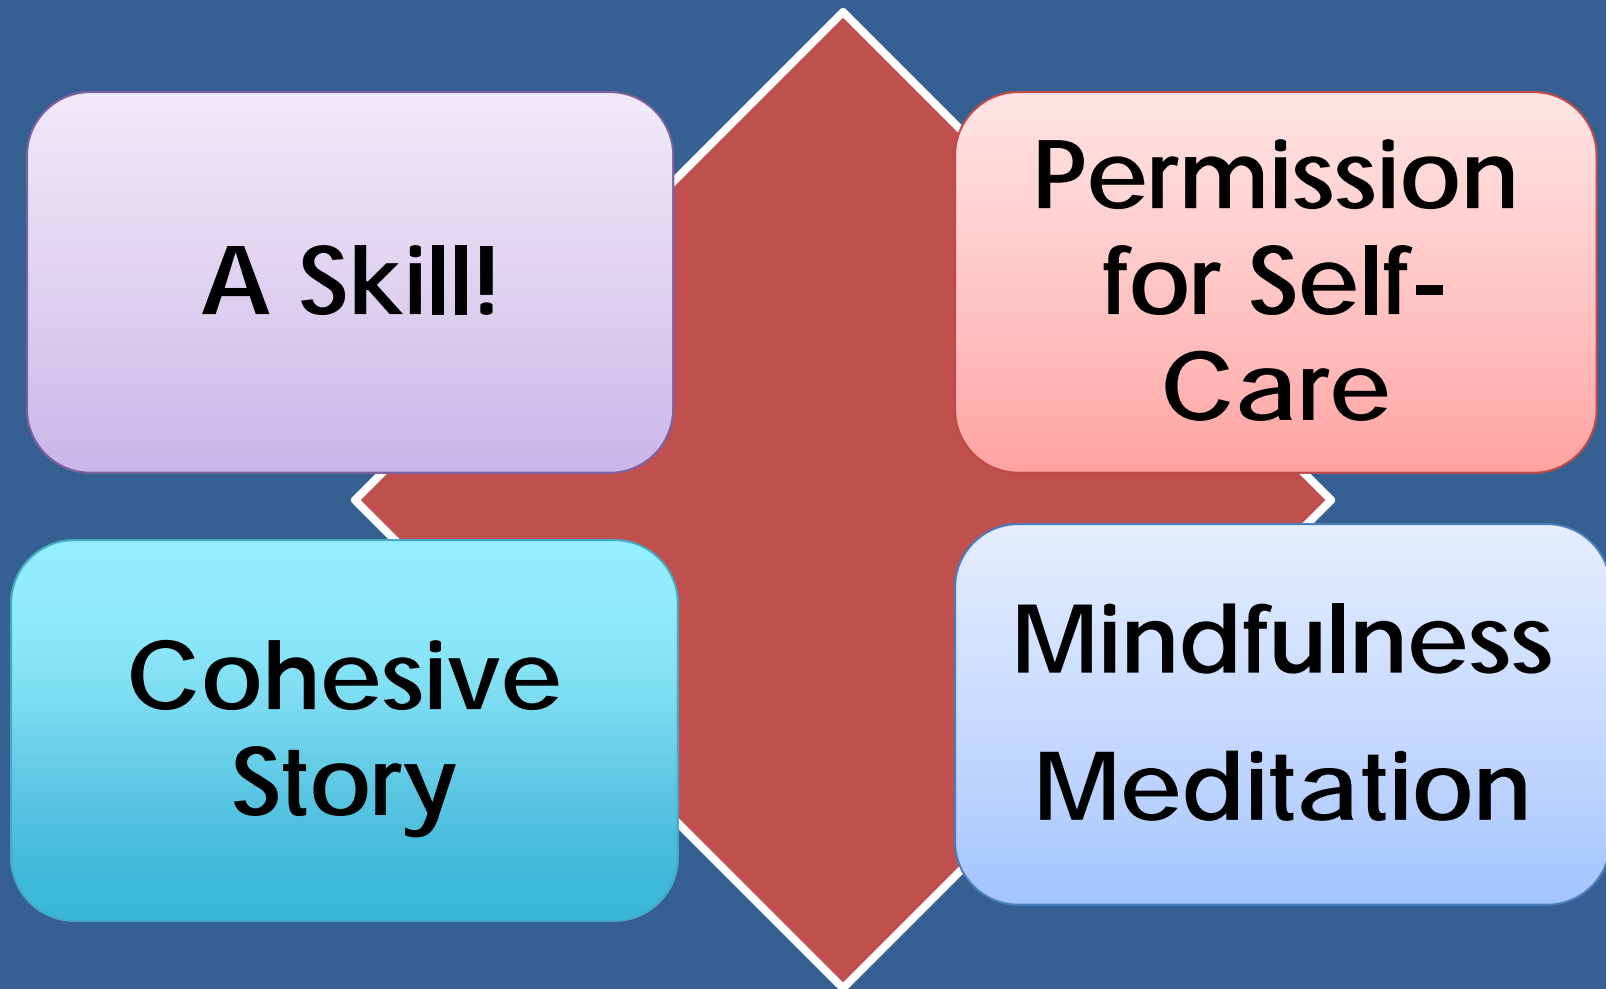 A Skill!
Permission
for Self-
Care
Cohesive
Story
Mindfulness
Meditation